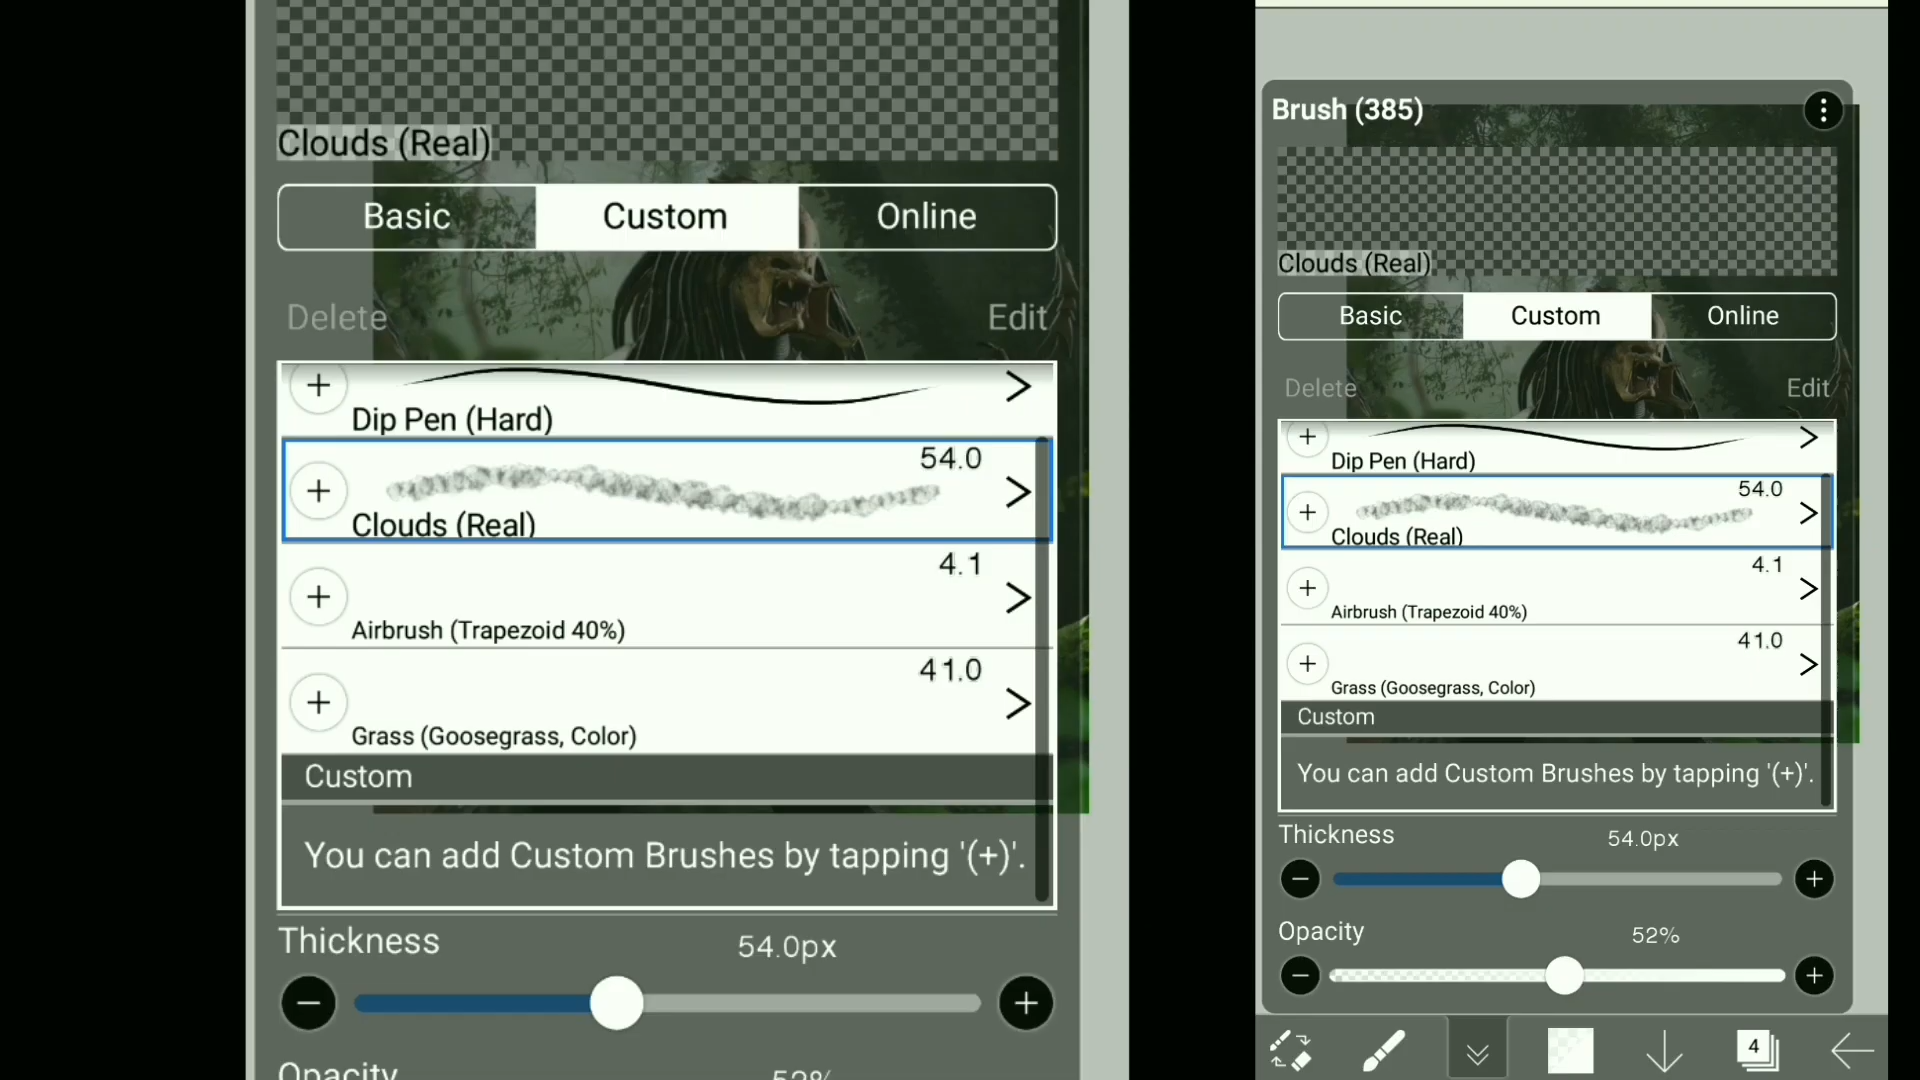 Clouds (Real)
Basic
Custom
Online
Delete
Edit
Dip Pen (Hard)
54.0
Clouds (Real)
4.1
Airbrush (Trapezoid 40%)
41.0
Grass (Goosegrass, Color)
Custom
You can add Custom Brushes by tapping '(+)'.
Thickness
54.0px
Opacity
52%
Brush (385)
Clouds (Real)
Basic
Custom
Online
Delete
Edit
Dip Pen (Hard)
54.0
Clouds (Real)
4.1
Airbrush (Trapezoid 40%)
41.0
Grass (Goosegrass, Color)
Custom
You can add Custom Brushes by tapping '(+)'.
Thickness
54.0px
Opacity
52%
4